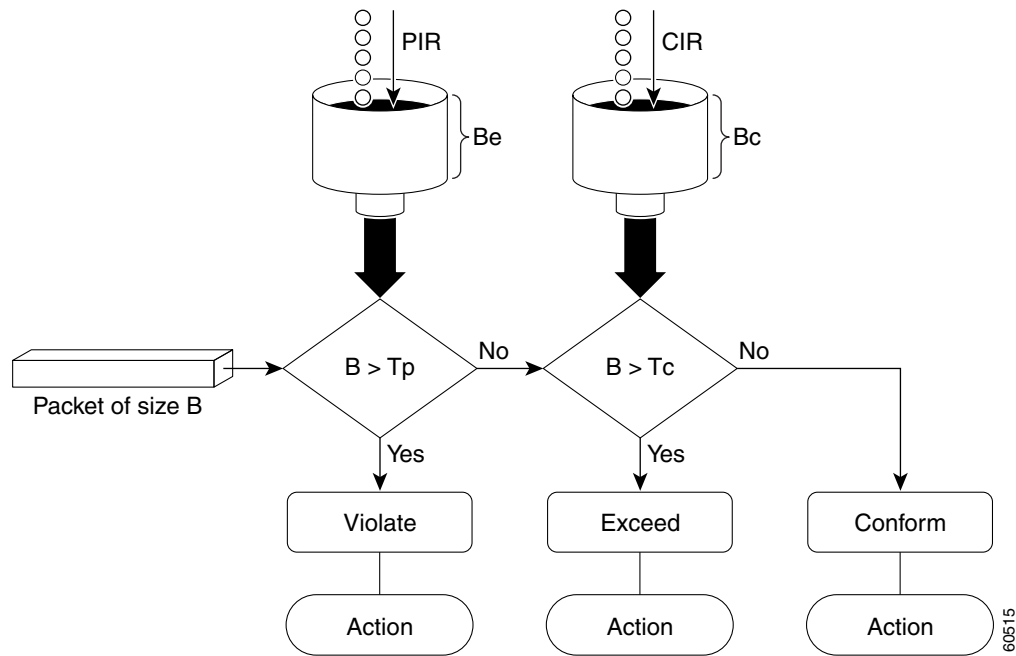 PIR
CIR
Be
Bc
B > Tp
No
B > Tc
No
Packet of size B
Yes
Yes
Violate
Exceed
Conform
Action
Action
Action
60515